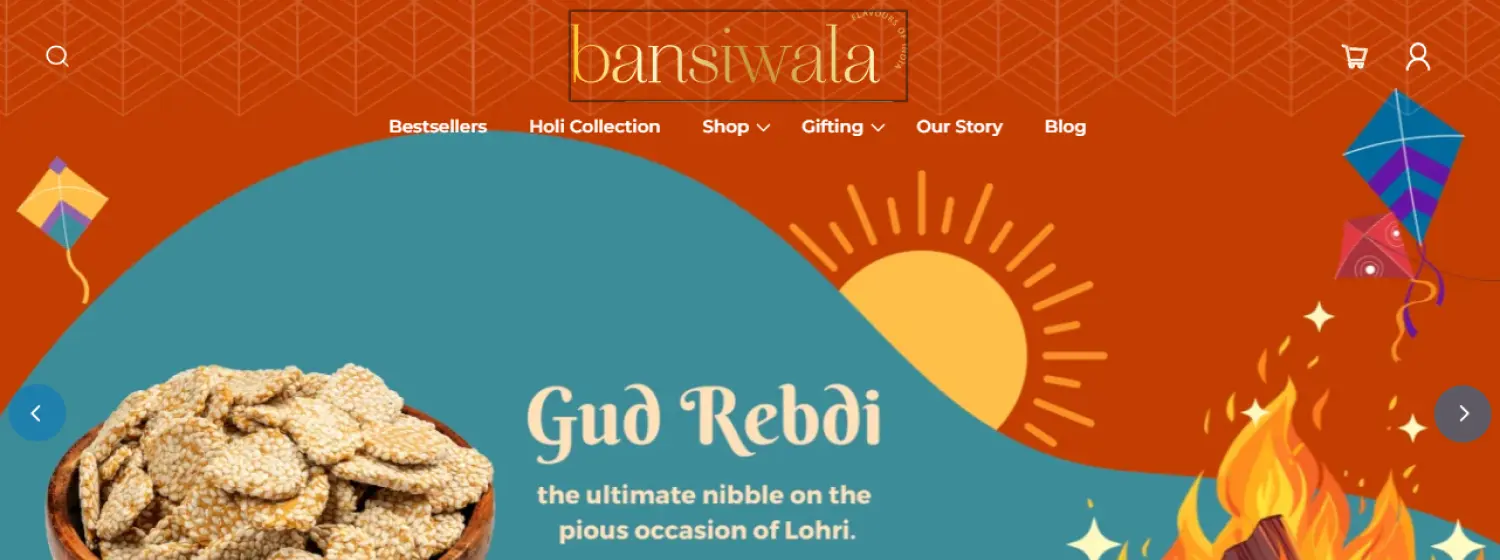 bansiwala
FLAVOURS OF INDIA
Bestsellers Holi Collection Shop Gifting Our Story Blog
Gud Rebdi
the ultimate nibble on the
pious occasion of Lohri.